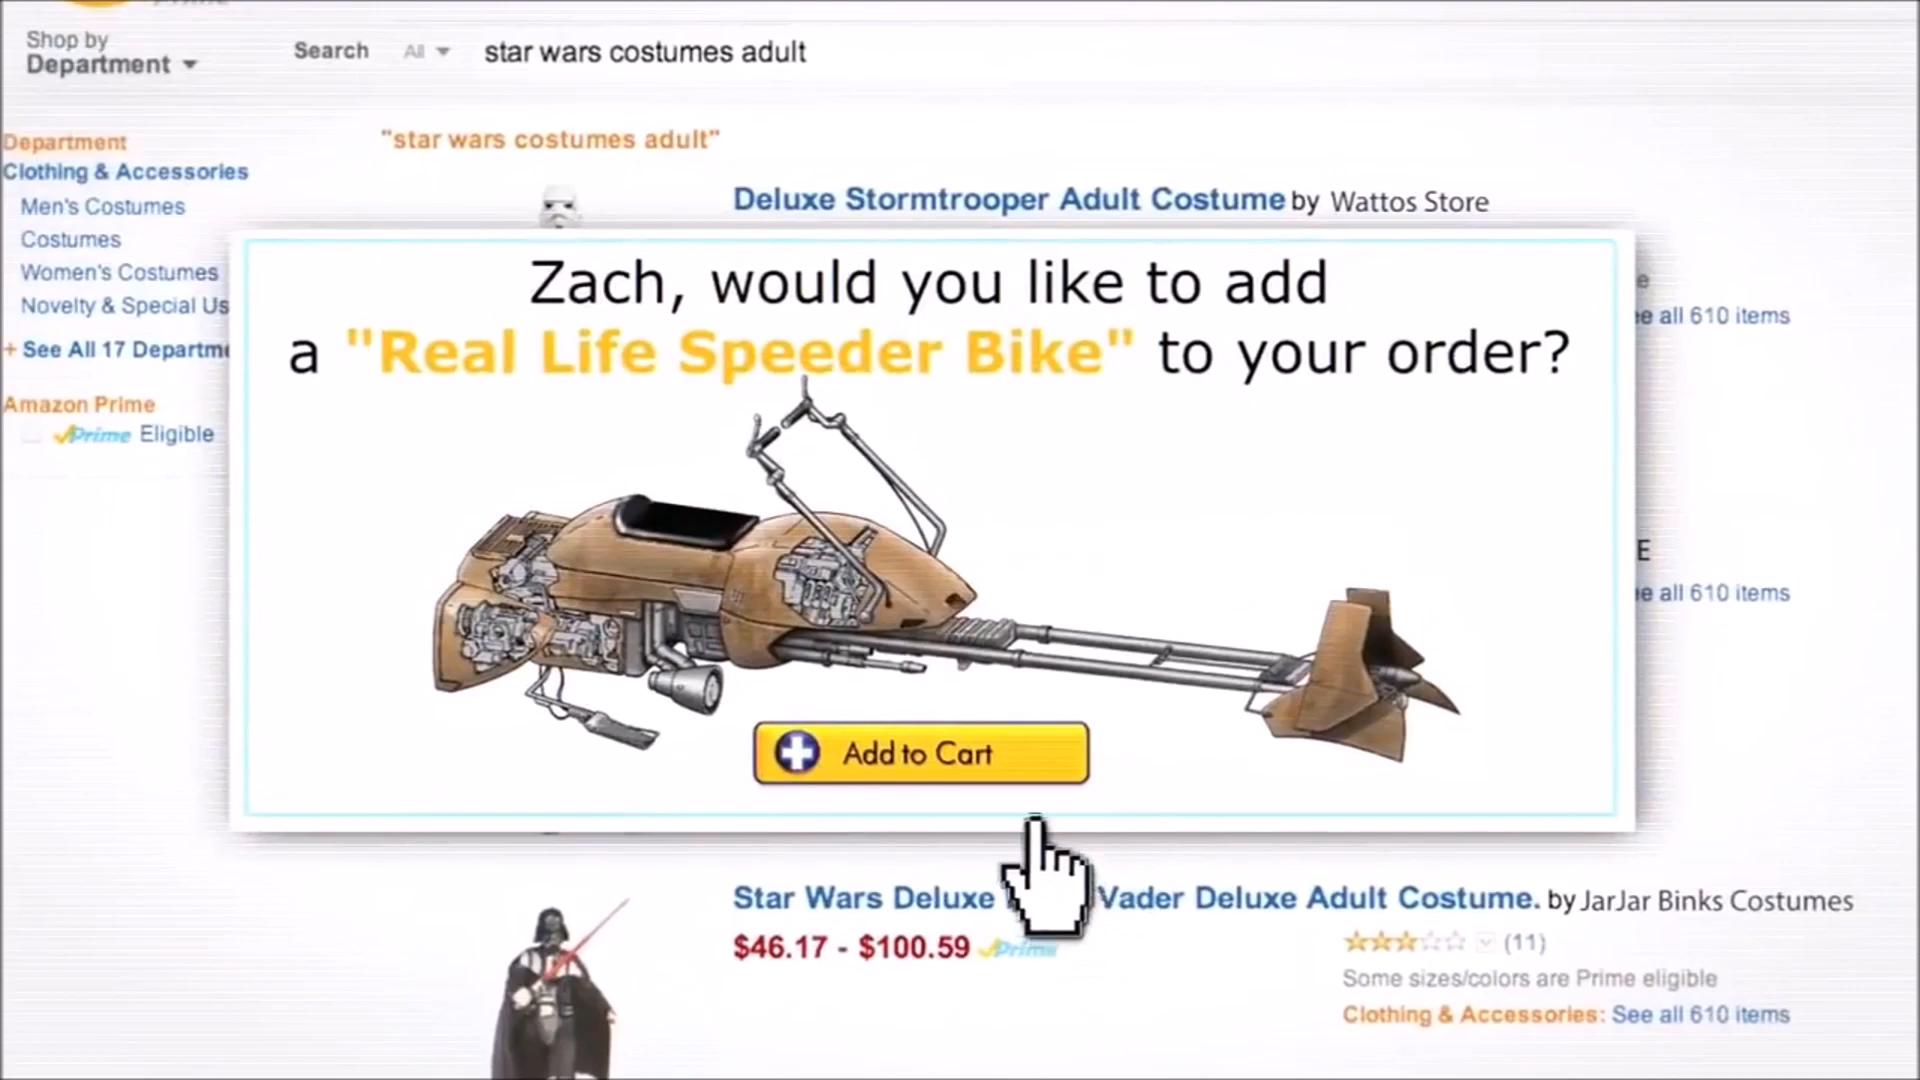 Shop by
Department
Search All star wars costumes adult
Department
"star wars costumes adult"
Clothing & Accessories
Men's Costumes
Deluxe Stormtrooper Adult Costume by Wattos Store
Costumes
Women's Costumes
Novelty & Special Us
+ See All 17 Departme
Amazon Prime
Prime Eligible
Zach, would you like to add
a "Real Life Speeder Bike" to your order?
Add to Cart
e
ee all 610 items
E
ee all 610 items
Star Wars Deluxe Vader Deluxe Adult Costume. by JarJar Binks Costumes
$46.17 - $100.59 Prime
(11)
Some sizes/colors are Prime eligible
Clothing & Accessories: See all 610 items